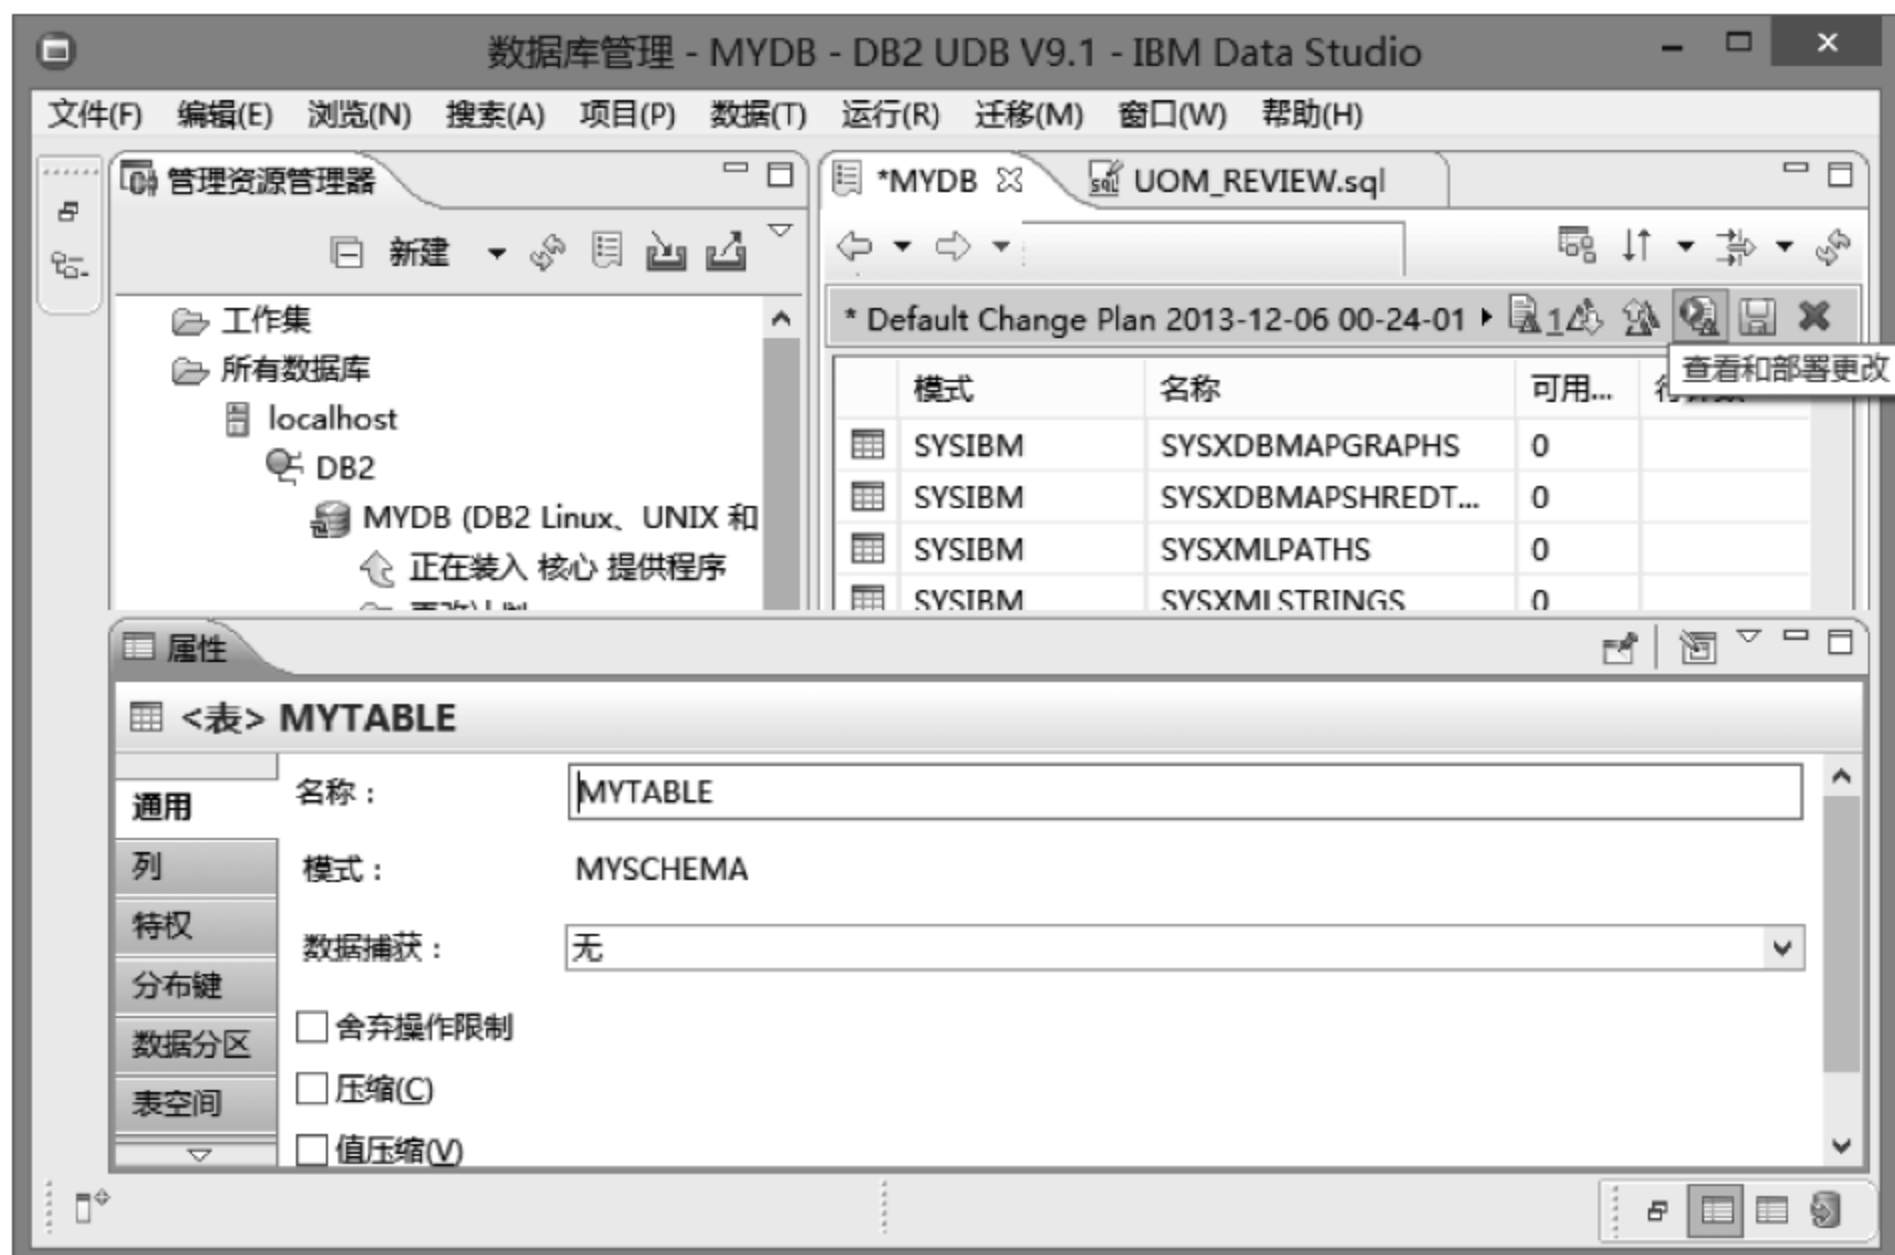 数据库管理 - MYDB - DB2 UDB V9.1 - IBM Data Studio
文件(F) 编辑(E) 浏览(N) 搜索(A) 项目(P) 数据(T) 运行(R) 迁移(M) 窗口(W) 帮助(H)
管理资源管理器
新建
工作集
所有数据库
localhost
DB2
MYDB (DB2 Linux、UNIX 和
正在装入 核心 提供程序
更改计划
*MYDB UOM_REVIEW.sql
* Default Change Plan 2013-12-06 00-24-01 1
查看和部署更改
模式 名称 可用...
SYSIBM SYSXDBMAPGRAPHS 0
SYSIBM SYSXDBMAPSHREDT... 0
SYSIBM SYSXMLPATHS 0
SYSIBM SYSXMLSTRINGS 0
属性
<表> MYTABLE
通用
列
特权
分布键
数据分区
表空间
名称： MYTABLE
模式： MYSCHEMA
数据捕获： 无
舍弃操作限制
压缩(C)
值压缩(V)